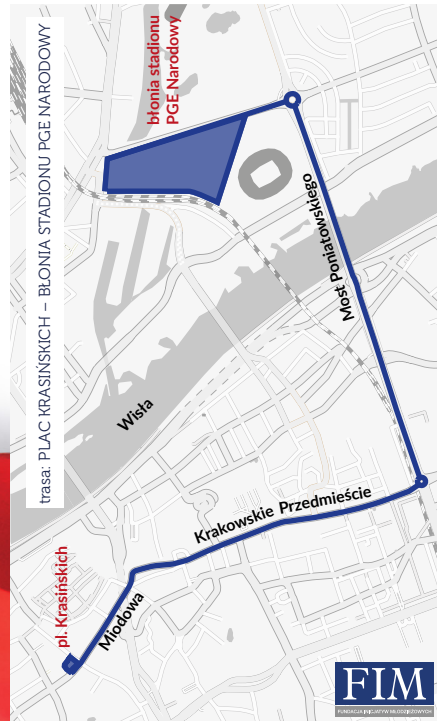 trasa: PLAC KRASIŃSKICH – BŁONIA STADIONU PGE NARODOWY
błonia stadionu
PGE Narodowy
Most Poniatowskiego
Wisła
Krakowskie Przedmieście
pl. Krasińskich
Miodowa
FIM
FUNDACJA INICJATYW MŁODZIEŻOWYCH